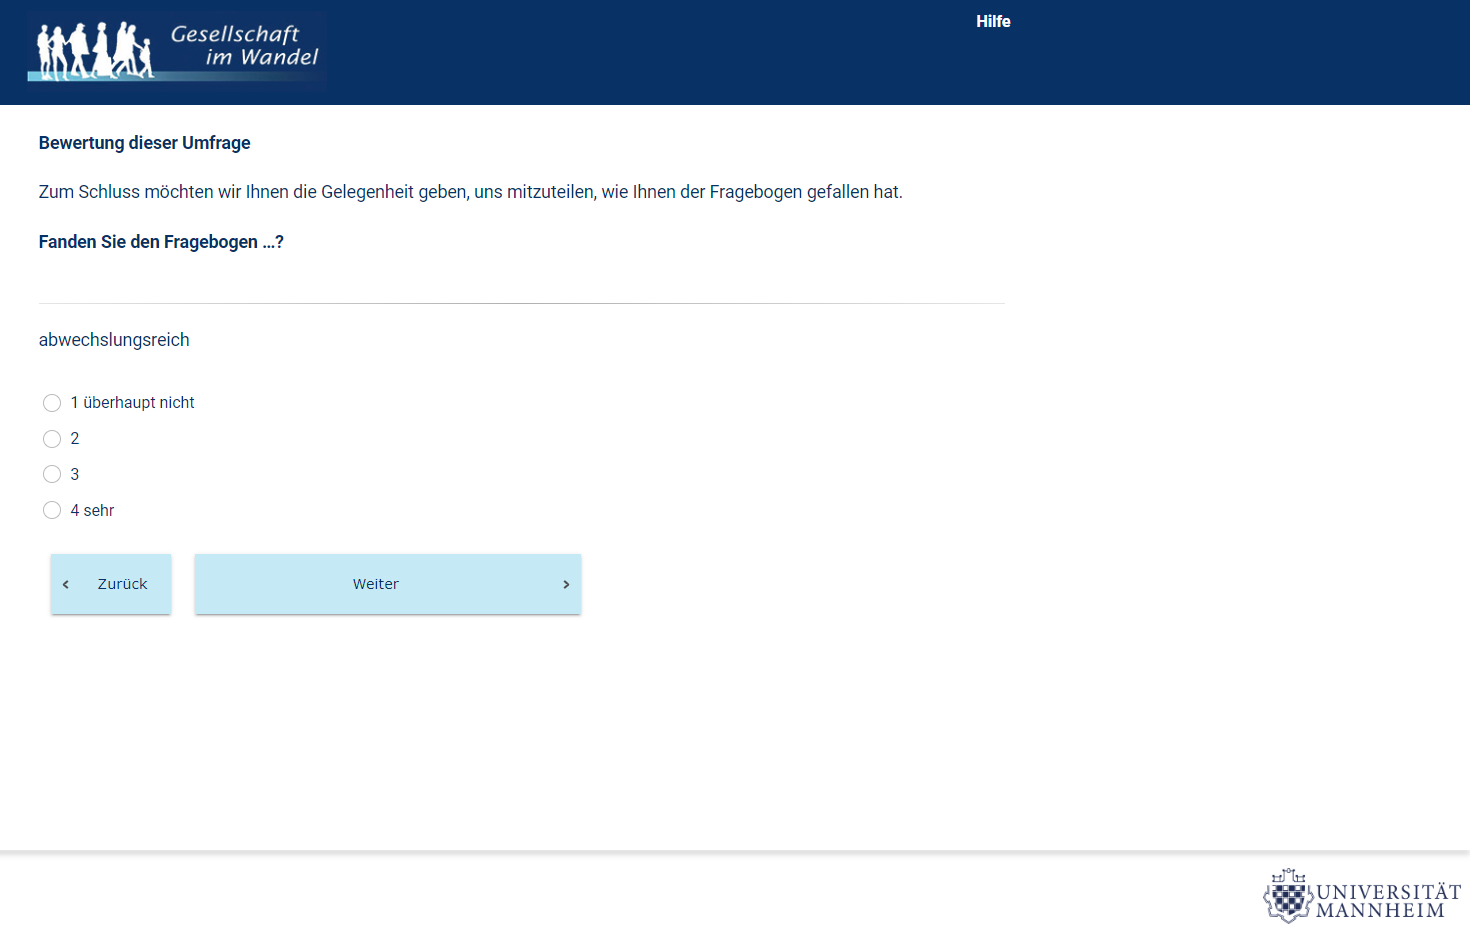 Gesellschaft
im Wandel
Hilfe
Bewertung dieser Umfrage
Zum Schluss möchten wir Ihnen die Gelegenheit geben, uns mitzuteilen, wie Ihnen der Fragebogen gefallen hat.
Fanden Sie den Fragebogen ...?
abwechslungsreich
1 überhaupt nicht
2
3
4 sehr
‹ Zurück
Weiter ›
UNIVERSITÄT
MANNHEIM